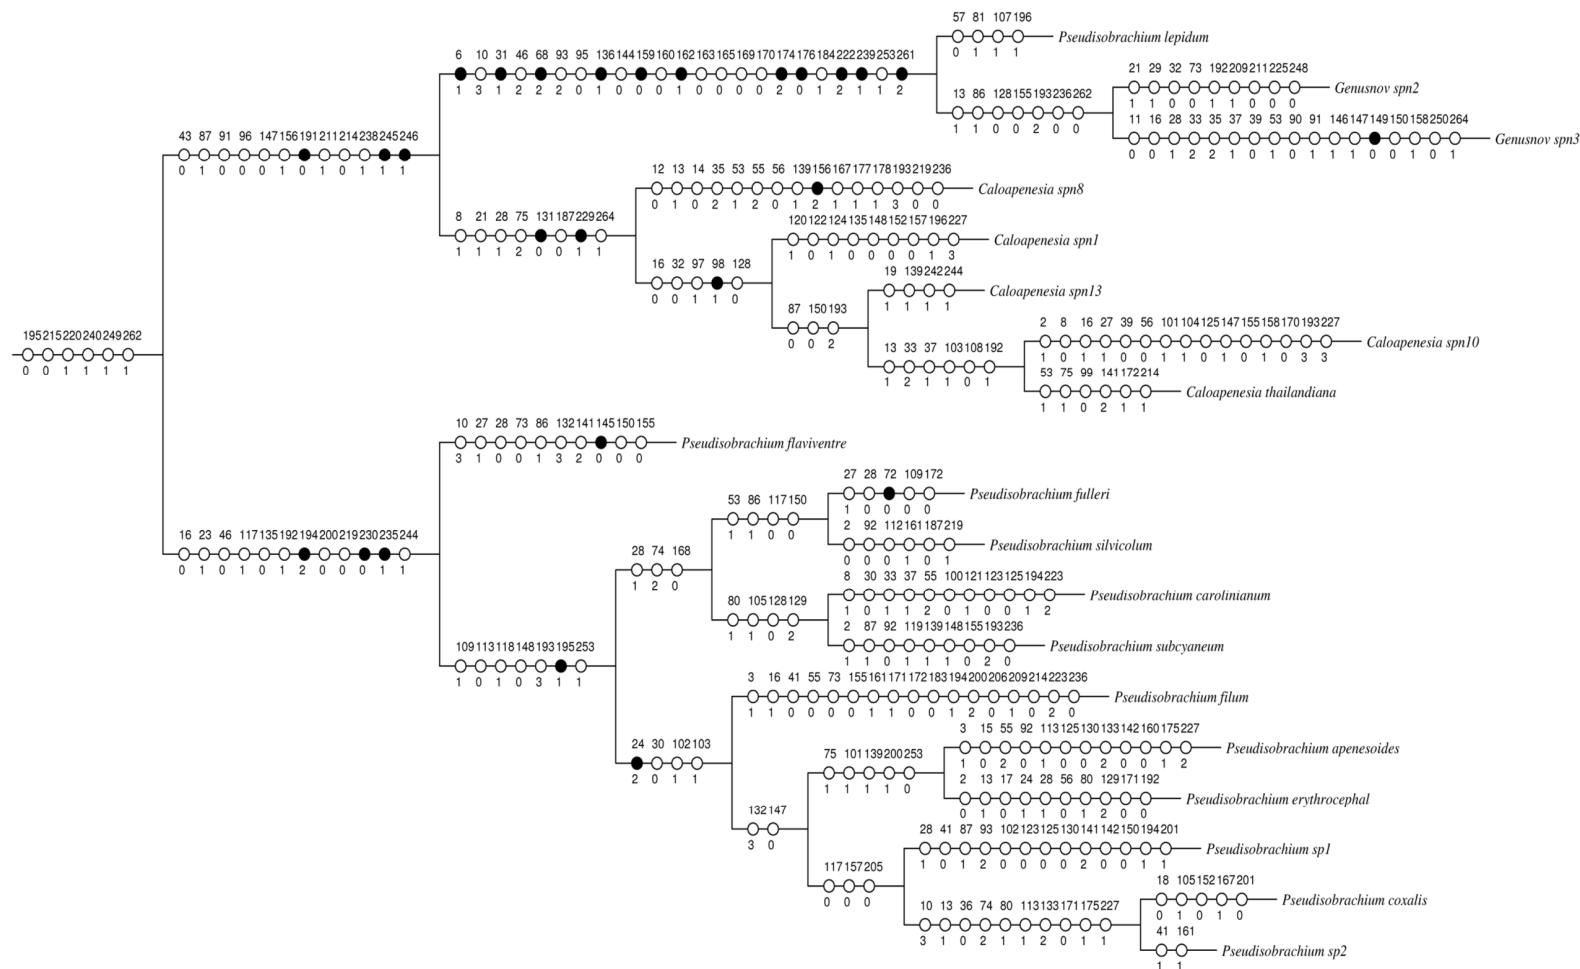 57 81 107 196
0 1 1 1
Pseudisobrachium lepidum
6 10 31 46 68 93 95 136 144 159 160 162 163 165 169 170 174 176 184 222 239 253 261
1 3 1 2 2 2 0 1 0 0 0 1 0 0 0 0 2 0 1 2 1 1 2
21 29 32 73 192 209 211 225 248
1 1 0 0 1 1 0 0 0
Genusnov spn2
13 86 128 155 193 236 262
1 1 0 0 2 0 0
11 16 28 33 35 37 39 53 90 91 146 147 149 150 158 250 264
0 0 1 2 2 1 0 1 0 1 1 1 0 0 1 0 1
Genusnov spn3
43 87 91 96 147 156 191 211 214 238 245 246
0 1 0 0 0 1 0 1 0 1 1 1
12 13 14 35 53 55 56 139 156 167 177 178 193 219 236
0 1 0 2 1 2 0 1 2 1 1 1 3 0 0
Caloapenesia spn8
8 21 28 75 131 187 229 264
1 1 1 2 0 0 1 1
120 122 124 135 148 152 157 196 227
1 0 1 0 0 0 0 1 3
Caloapenesia spn1
16 32 97 98 128
0 0 1 1 0
19 139 242 244
1 1 1 1
Caloapenesia spn13
87 150 193
0 0 2
2 8 16 27 39 56 101 104 125 147 155 158 170 193 227
1 0 1 1 0 0 1 1 0 1 0 1 0 3 3
Caloapenesia spn10
13 33 37 103 108 192
1 2 1 1 0 1
53 75 99 141 172 214
1 1 0 2 1 1
Caloapenesia thailandiana
195 215 220 240 249 262
0 0 1 1 1 1
10 27 28 73 86 132 141 145 150 155
3 1 0 0 1 3 2 0 0 0
Pseudisobrachium flaviventre
16 23 46 117 135 192 194 200 219 230 235 244
0 1 0 1 0 1 2 0 0 0 1 1
27 28 72 109 172
1 0 0 0 0
Pseudisobrachium fulleri
53 86 117 150
1 1 0 0
2 92 112 161 187 219
0 0 0 1 0 1
Pseudisobrachium silvicolum
28 74 168
1 2 0
8 30 33 37 55 100 121 123 125 194 223
1 0 1 1 2 0 1 0 0 1 2
Pseudisobrachium carolinianum
80 105 128 129
1 1 0 2
2 87 92 119 139 148 155 193 236
1 1 0 1 1 1 0 2 0
Pseudisobrachium subcyaneum
109 113 118 148 193 195 253
1 0 1 0 3 1 1
3 16 41 55 73 155 161 171 172 183 194 200 206 209 214 223 236
1 1 0 0 0 0 1 1 0 0 1 2 0 1 0 2 0
Pseudisobrachium filum
24 30 102 103
2 0 1 1
3 15 55 92 113 125 130 133 142 160 175 227
1 0 2 0 1 0 0 2 0 0 1 2
Pseudisobrachium apenesoides
75 101 139 200 253
1 1 1 1 0
2 13 17 24 28 56 80 129 171 192
0 1 0 1 1 0 1 2 0 0
Pseudisobrachium erythrocephal
132 147
3 0
28 41 87 93 102 123 125 130 141 142 150 194 201
1 0 1 2 0 0 0 0 2 0 0 1 1
Pseudisobrachium sp1
117 157 205
0 0 0
18 105 152 167 201
0 1 0 1 0
Pseudisobrachium coxalis
10 13 36 74 80 113 133 171 175 227
3 1 0 2 1 1 2 0 1 1
41 161
1 1
Pseudisobrachium sp2